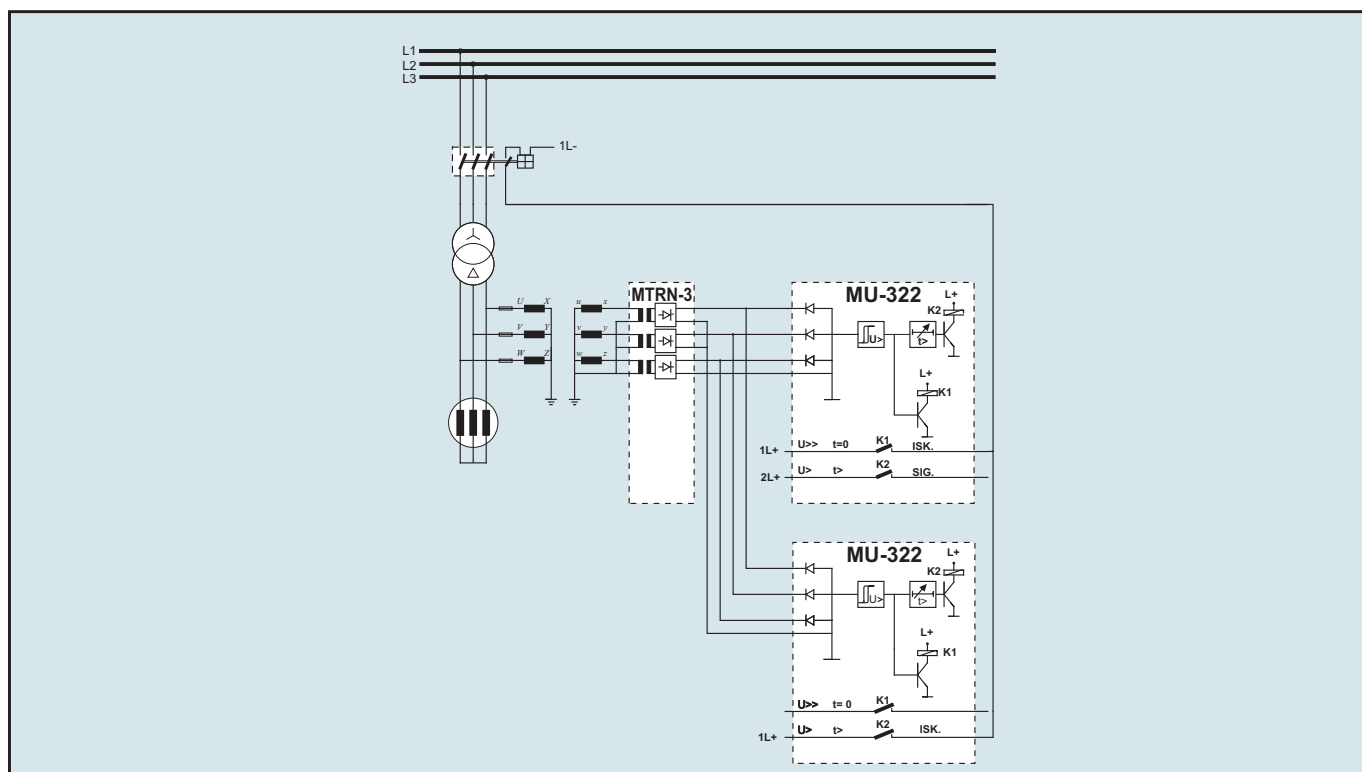 L1
L2
L3
1L-
U X
V Y
W Z
u x
v y
w z
MTRN-3
MU-322
L+
K2
U>
t>
L+
K1
1L+ U>> t=0 K1 ISK.
2L+ U> t> K2 SIG.
MU-322
L+
K2
U>
t>
L+
K1
U>> t= 0 K1
1L+ U> t> K2 ISK.